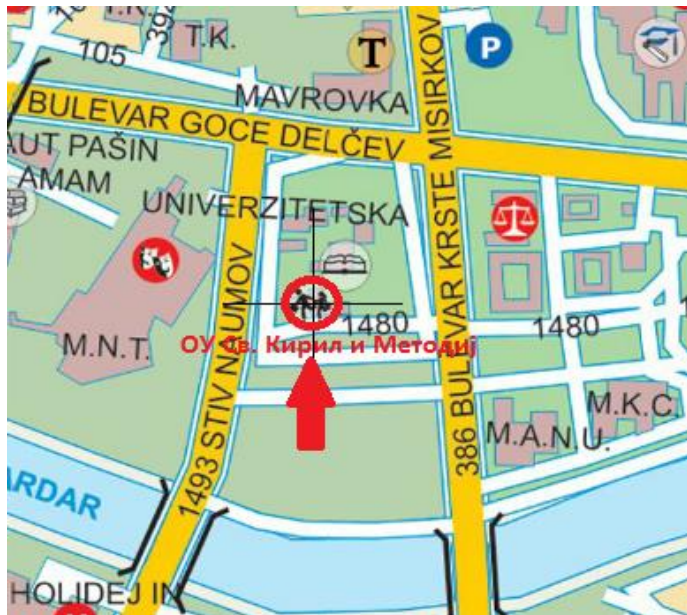 T.K.
T.K.
394
105
T
P
MAVROVKA
BULEVAR GOCE DELČEV
AUT PAŠIN
AMAM
UNIVERZITETSKA
386 BULEVAR KRSTE MISIRKOV
1493 STIV NAUMOV
M.N.T.
1480
1480
ОУ Св. Кирил и Методиј
M.K.C.
M.A.N.U.
ARDAR
HOLIDEJ IN